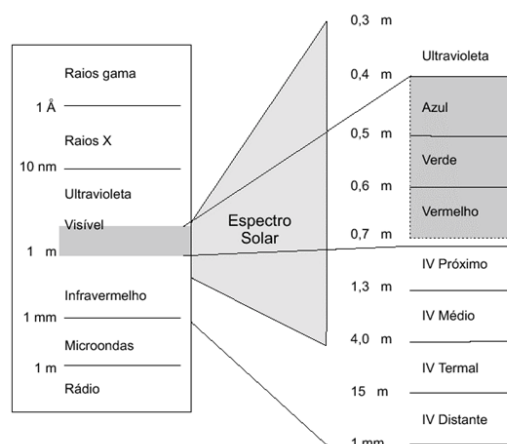 Raios gama
1 Å
Raios X
10 nm
Ultravioleta
Visível
1 m
Infravermelho
1 mm
Microondas
1 m
Rádio
Espectro
Solar
0,3 m
Ultravioleta
0,4 m
Azul
0,5 m
Verde
0,6 m
Vermelho
0,7 m
IV Próximo
1,3 m
IV Médio
4,0 m
IV Termal
15 m
IV Distante
1 mm